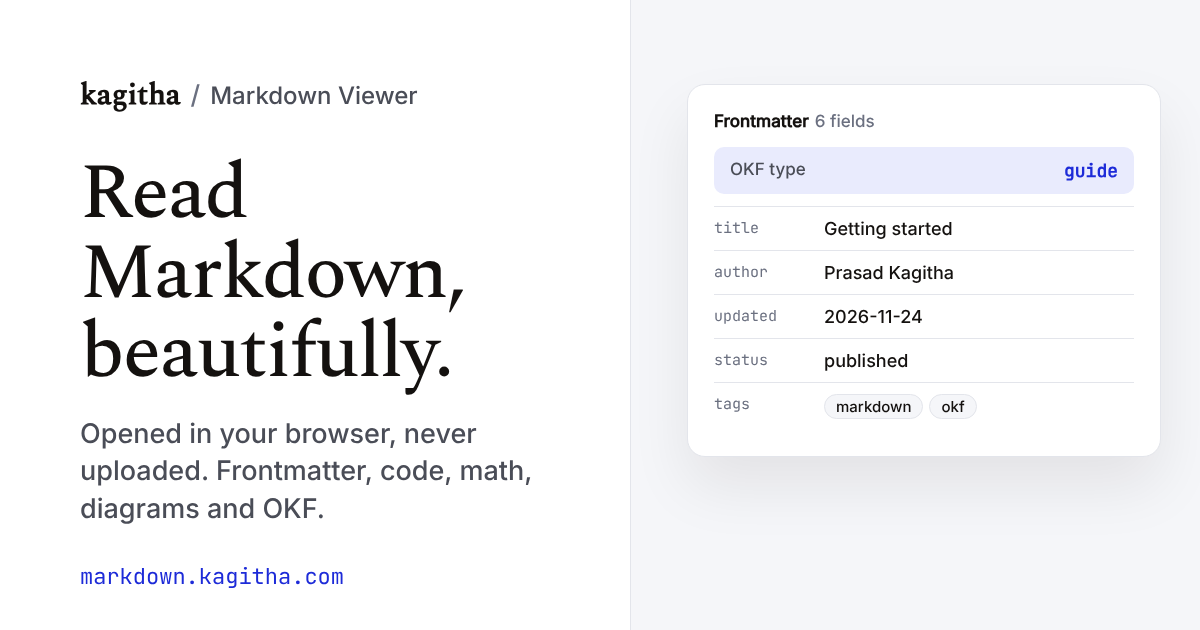 kagitha / Markdown Viewer
Read
Markdown,
beautifully.
Opened in your browser, never
uploaded. Frontmatter, code, math,
diagrams and OKF.
markdown.kagitha.com
Frontmatter 6 fields
OKF type guide
title Getting started
author Prasad Kagitha
updated 2026-11-24
status published
tags markdown okf